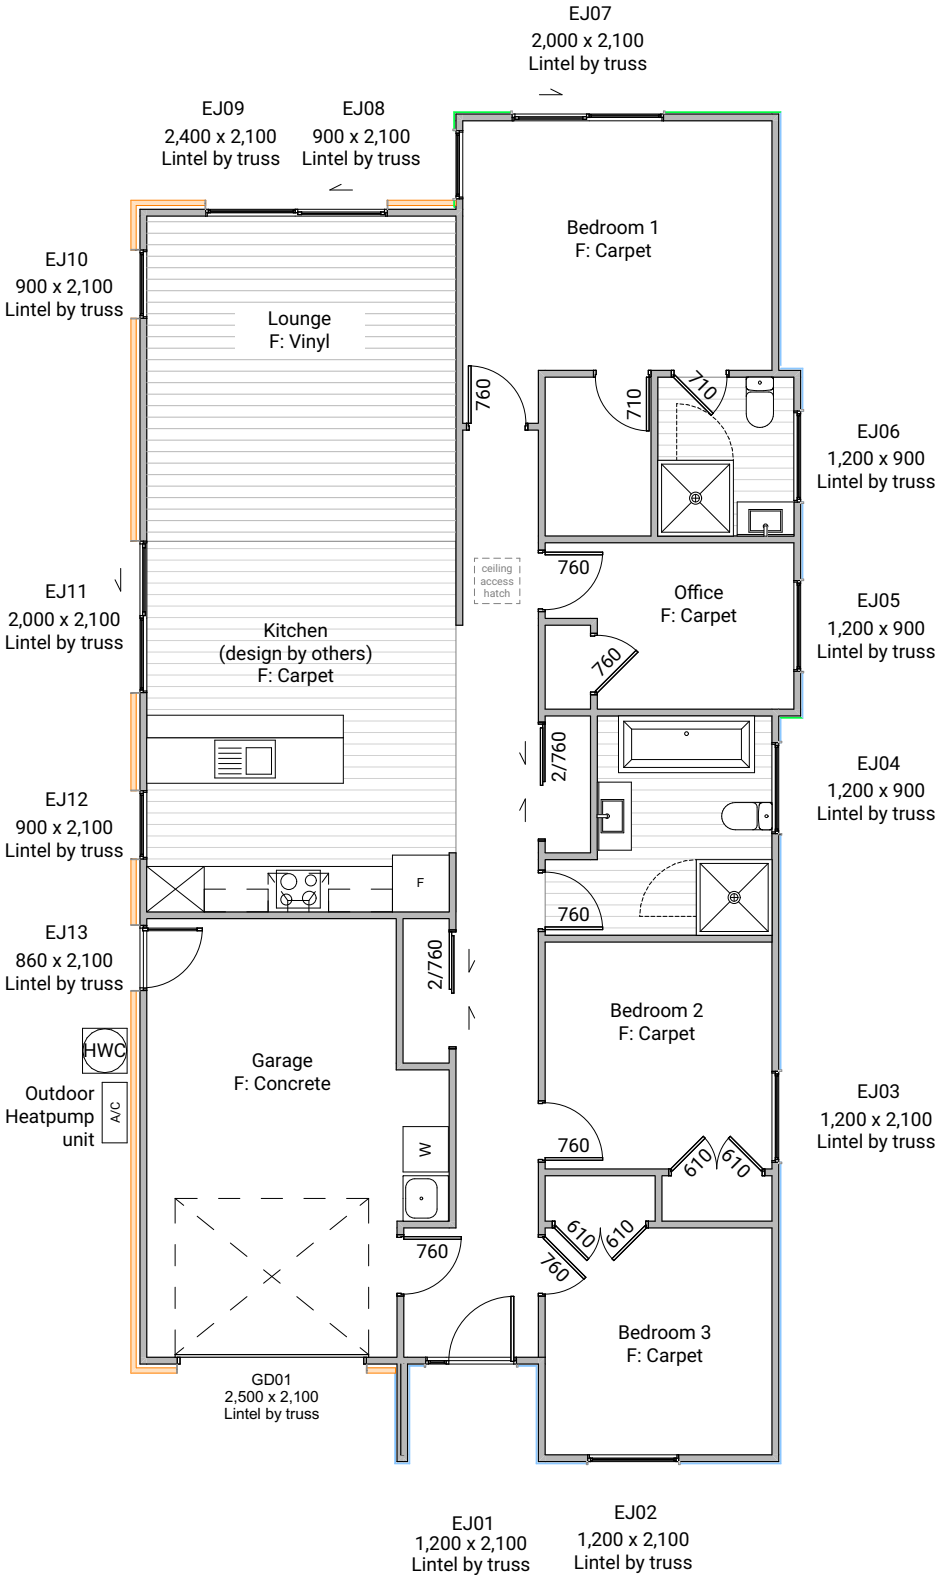 EJ07
2,000 x 2,100
Lintel by truss
EJ09
2,400 x 2,100
Lintel by truss
EJ08
900 x 2,100
Lintel by truss
Bedroom 1
F: Carpet
EJ10
900 x 2,100
Lintel by truss
Lounge
F: Vinyl
760
710
710
EJ06
1,200 x 900
Lintel by truss
ceiling
access
hatch
760
Office
F: Carpet
EJ05
1,200 x 900
Lintel by truss
EJ11
2,000 x 2,100
Lintel by truss
Kitchen
(design by others)
F: Carpet
760
2/760
EJ04
1,200 x 900
Lintel by truss
EJ12
900 x 2,100
Lintel by truss
F
760
EJ13
860 x 2,100
Lintel by truss
2/760
Bedroom 2
F: Carpet
HWC
Garage
F: Concrete
Outdoor
Heatpump
unit
A/C
EJ03
1,200 x 2,100
Lintel by truss
W
760
610
610
610
610
760
760
Bedroom 3
F: Carpet
GD01
2,500 x 2,100
Lintel by truss
EJ01
1,200 x 2,100
Lintel by truss
EJ02
1,200 x 2,100
Lintel by truss